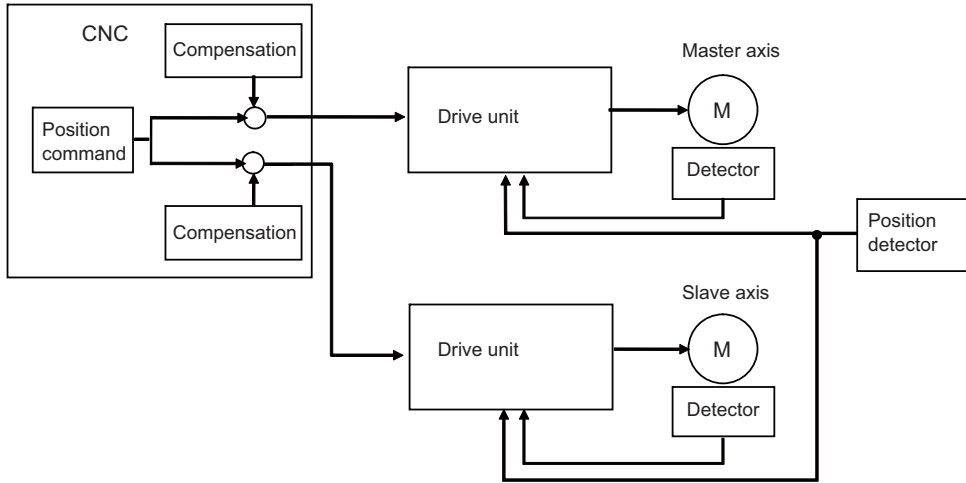 CNC
Compensation
Position
command
Compensation
Drive unit
Master axis
M
Detector
Position
detector
Drive unit
Slave axis
M
Detector